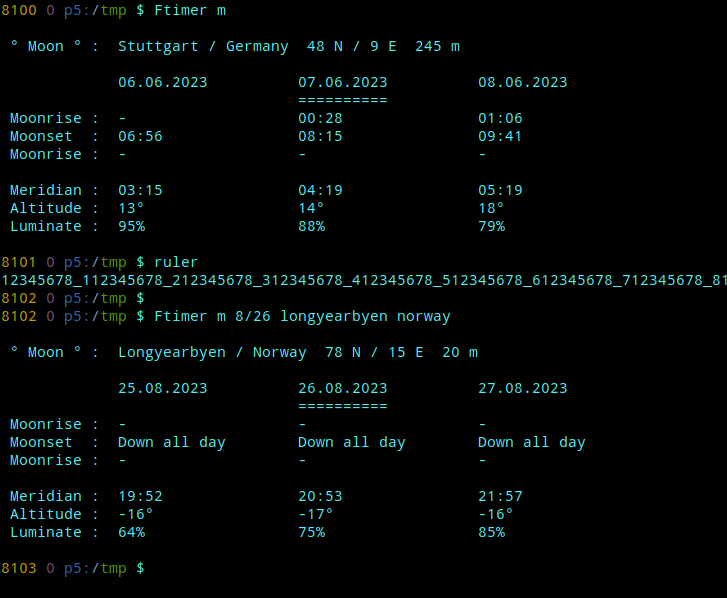 8100 0 p5:/tmp $ Ftimer m
° Moon ° :  Stuttgart / Germany  48 N / 9 E  245 m
            06.06.2023          07.06.2023          08.06.2023
                                ==========
Moonrise :  -                   00:28               01:06
Moonset  :  06:56               08:15               09:41
Moonrise :  -                   -                   -
Meridian :  03:15               04:19               05:19
Altitude :  13°                 14°                 18°
Luminate :  95%                 88%                 79%
8101 0 p5:/tmp $ ruler
12345678_112345678_212345678_312345678_412345678_512345678_612345678_712345678_81
8102 0 p5:/tmp $
8102 0 p5:/tmp $ Ftimer m 8/26 longyearbyen norway
° Moon ° :  Longyearbyen / Norway  78 N / 15 E  20 m
            25.08.2023          26.08.2023          27.08.2023
                                ==========
Moonrise :  -                   -                   -
Moonset  :  Down all day        Down all day        Down all day
Moonrise :  -                   -                   -
Meridian :  19:52               20:53               21:57
Altitude :  -16°                -17°                -16°
Luminate :  64%                 75%                 85%
8103 0 p5:/tmp $